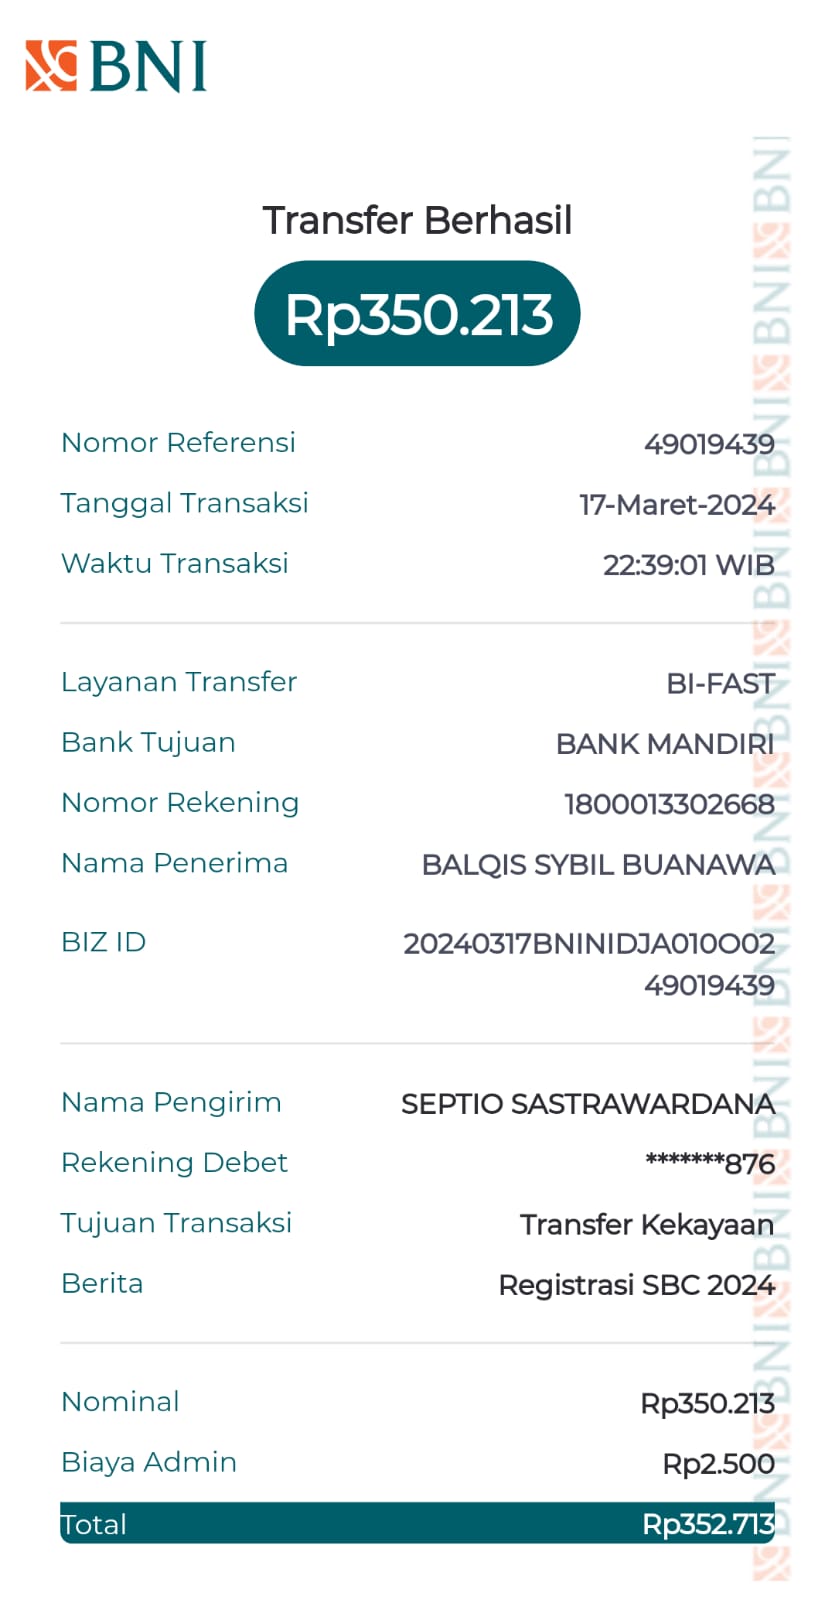 BNI
Transfer Berhasil
Rp350.213
Nomor Referensi 49019439
Tanggal Transaksi 17-Maret-2024
Waktu Transaksi 22:39:01 WIB
Layanan Transfer BI-FAST
Bank Tujuan BANK MANDIRI
Nomor Rekening 1800013302668
Nama Penerima BALQIS SYBIL BUANAWA
BIZ ID 20240317BNINIDJA010O02
49019439
Nama Pengirim SEPTIO SASTRAWARDANA
Rekening Debet *******876
Tujuan Transaksi Transfer Kekayaan
Berita Registrasi SBC 2024
Nominal Rp350.213
Biaya Admin Rp2.500
Total Rp352.713
BNI BNI BNI BNI BNI BNI BNI BNI BNI BNI BNI